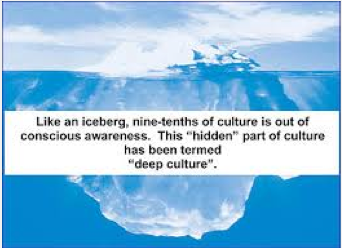 Like an iceberg, nine-tenths of culture is out of
conscious awareness.  This “hidden” part of culture
has been termed
“deep culture”.